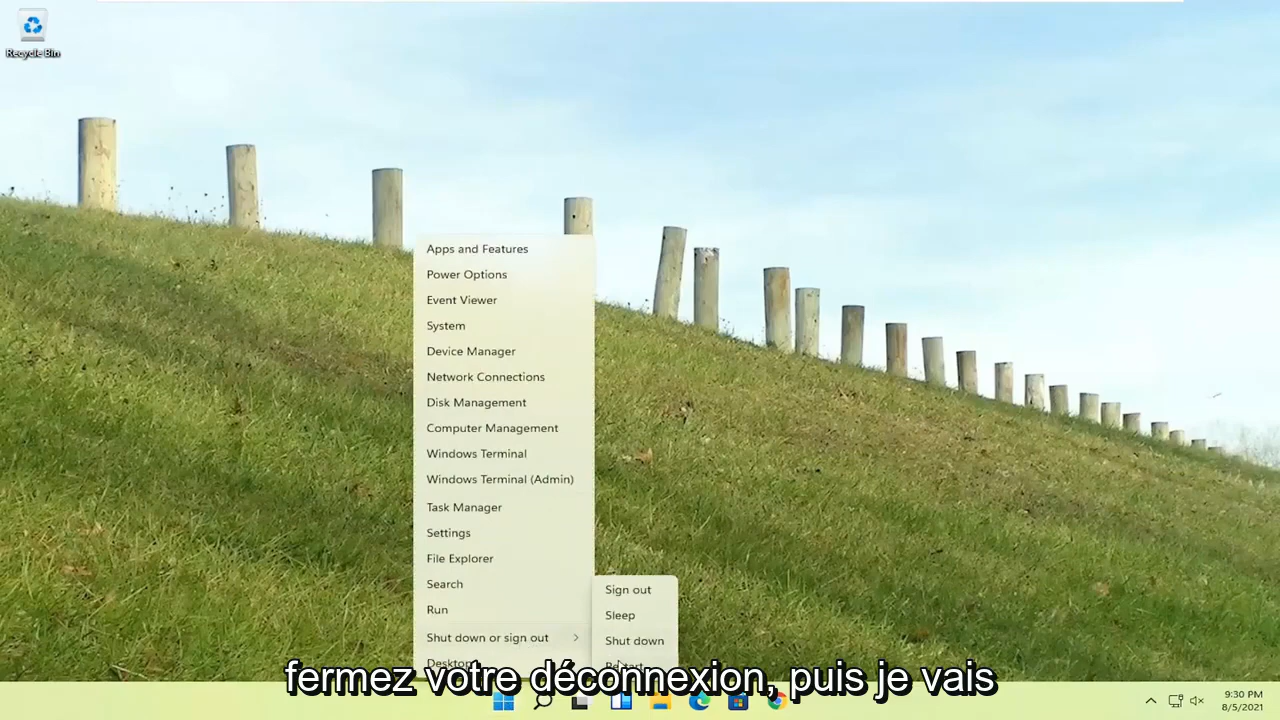 Recycle Bin
Apps and Features
Power Options
Event Viewer
System
Device Manager
Network Connections
Disk Management
Computer Management
Windows Terminal
Windows Terminal (Admin)
Task Manager
Settings
File Explorer
Search
Run
Shut down or sign out
Desktop
Sign out
Sleep
Shut down
Restart
fermez votre déconnexion, puis je vais
9:30 PM
8/5/2021